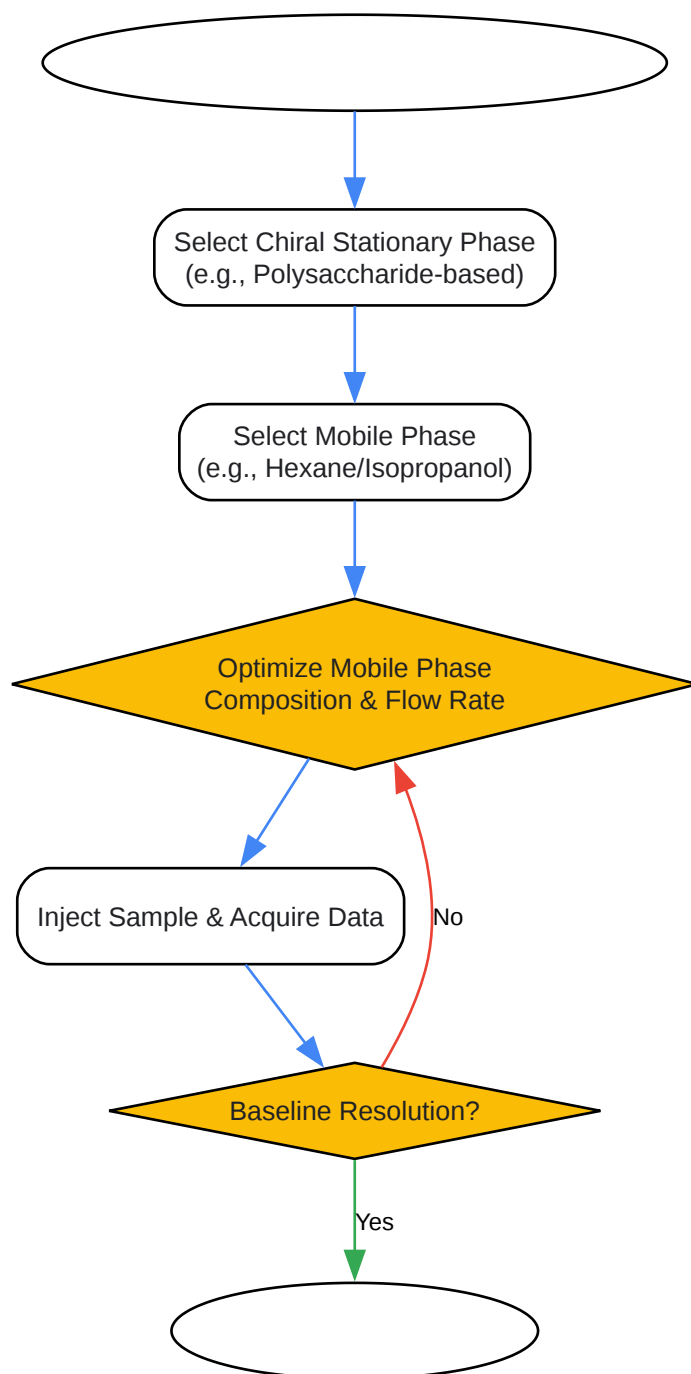 Select Chiral Stationary Phase
(e.g., Polysaccharide-based)
Select Mobile Phase
(e.g., Hexane/Isopropanol)
Optimize Mobile Phase
Composition & Flow Rate
Inject Sample & Acquire Data
No
Baseline Resolution?
Yes